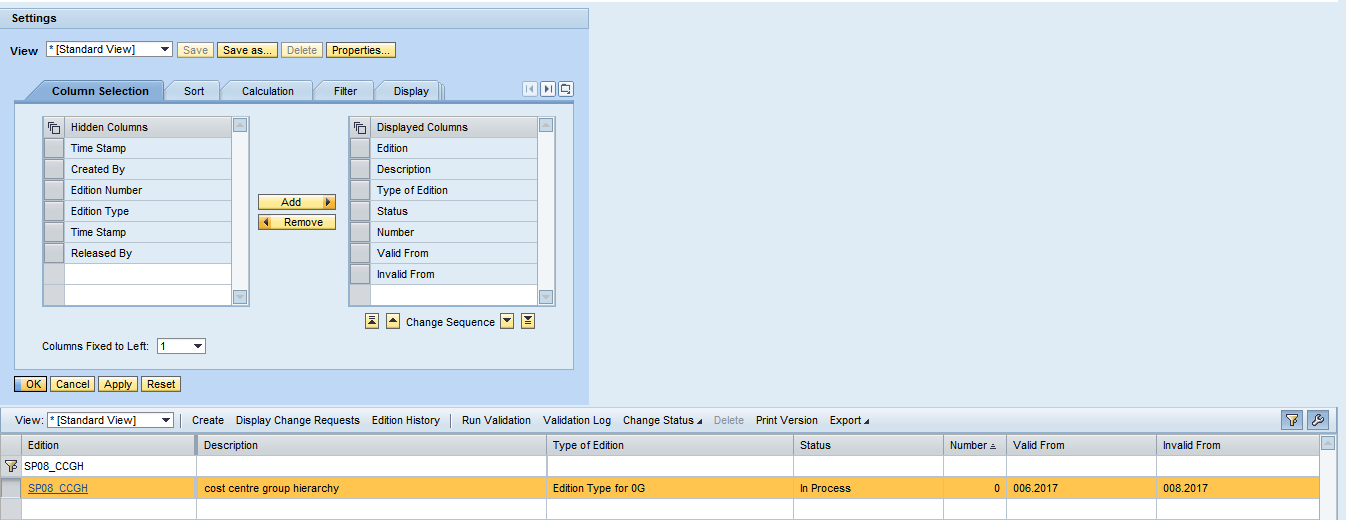 Settings
View * [Standard View] Save Save as... Delete Properties...
Column Selection Sort Calculation Filter Display
Hidden Columns
Time Stamp
Created By
Edition Number
Edition Type
Time Stamp
Released By
Add
Remove
Displayed Columns
Edition
Description
Type of Edition
Status
Number
Valid From
Invalid From
Change Sequence
Columns Fixed to Left: 1
OK Cancel Apply Reset
View: * [Standard View] Create Display Change Requests Edition History Run Validation Validation Log Change Status Delete Print Version Export
Edition Description Type of Edition Status Number Valid From Invalid From
SP08_CCGH
SP08_CCGH cost centre group hierarchy Edition Type for 0G In Process 0 006.2017 008.2017